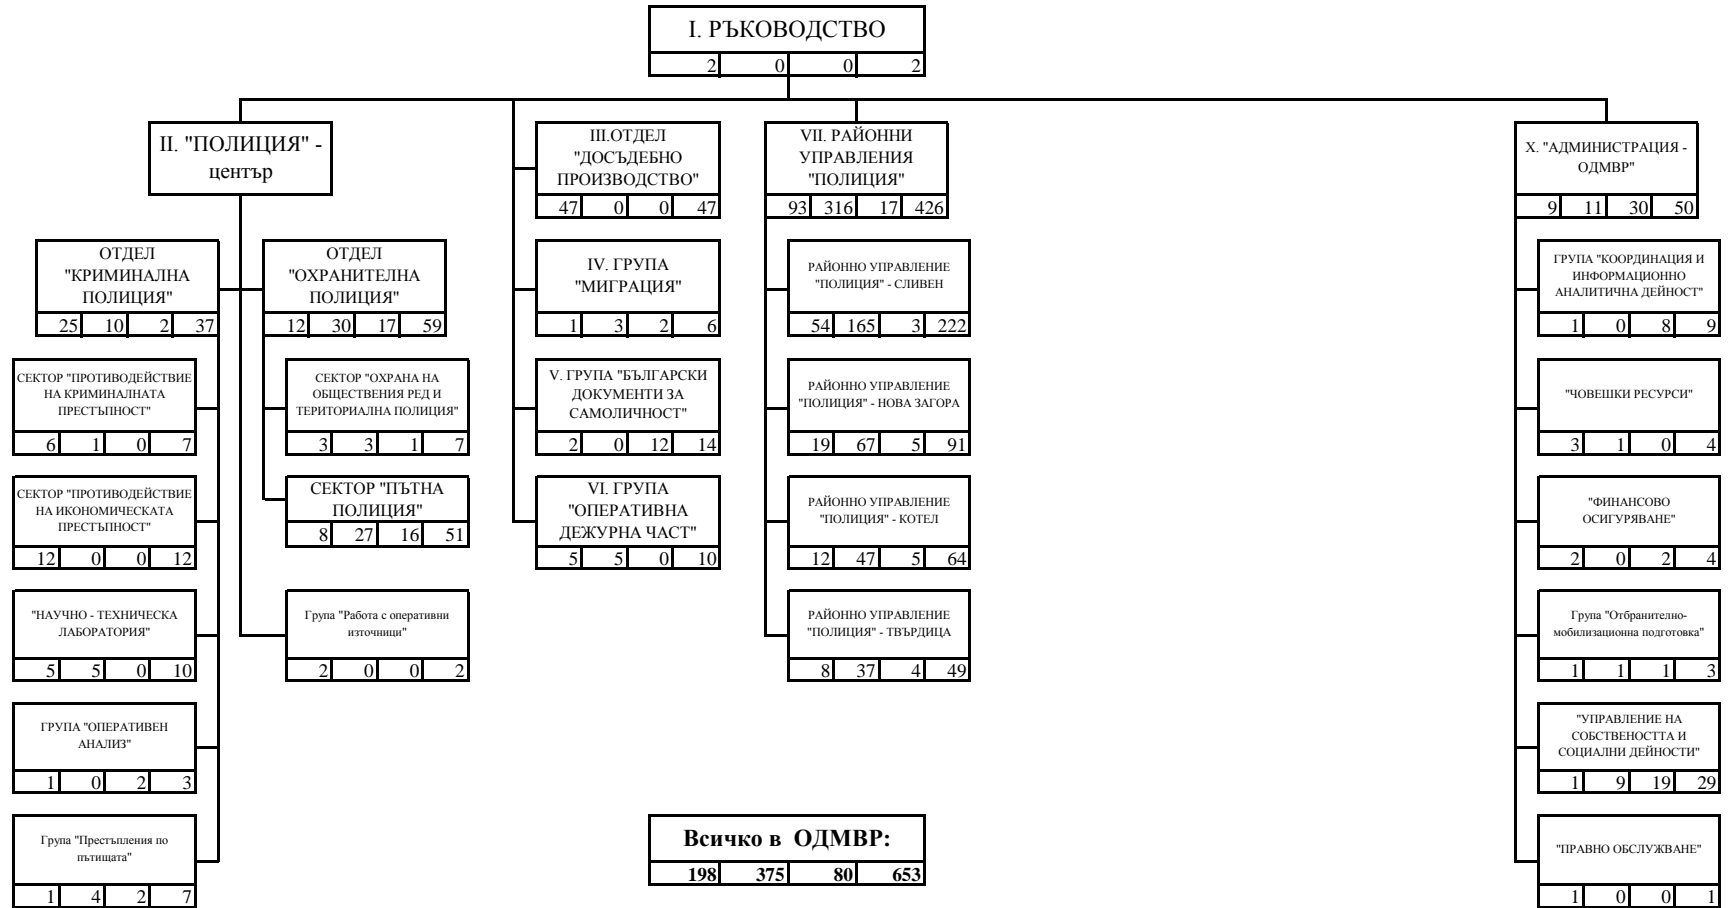 I. РЪКОВОДСТВО
2 0 0 2
II. "ПОЛИЦИЯ" -
център
ОТДЕЛ
"КРИМИНАЛНА
ПОЛИЦИЯ"
25 10 2 37
СЕКТОР "ПРОТИВОДЕЙСТВИЕ
НА КРИМИНАЛНАТА
ПРЕСТЪПНОСТ"
6 1 0 7
СЕКТОР "ПРОТИВОДЕЙСТВИЕ
НА ИКОНОМИЧЕСКАТА
ПРЕСТЪПНОСТ"
12 0 0 12
"НАУЧНО - ТЕХНИЧЕСКА
ЛАБОРАТОРИЯ"
5 5 0 10
ГРУПА "ОПЕРАТИВЕН
АНАЛИЗ"
1 0 2 3
Група "Престъпления по
пътищата"
1 4 2 7
ОТДЕЛ
"ОХРАНИТЕЛНА
ПОЛИЦИЯ"
12 30 17 59
СЕКТОР "ОХРАНА НА
ОБЩЕСТВЕНИЯ РЕД И
ТЕРИТОРИАЛНА ПОЛИЦИЯ"
3 3 1 7
СЕКТОР "ПЪТНА
ПОЛИЦИЯ"
8 27 16 51
Група "Работа с оперативни
източници"
2 0 0 2
III.ОТДЕЛ
"ДОСЪДЕБНО
ПРОИЗВОДСТВО"
47 0 0 47
IV. ГРУПА
"МИГРАЦИЯ"
1 3 2 6
V. ГРУПА "БЪЛГАРСКИ
ДОКУМЕНТИ ЗА
САМОЛИЧНОСТ"
2 0 12 14
VI. ГРУПА
"ОПЕРАТИВНА
ДЕЖУРНА ЧАСТ"
5 5 0 10
VII. РАЙОННИ
УПРАВЛЕНИЯ
"ПОЛИЦИЯ"
93 316 17 426
РАЙОННО УПРАВЛЕНИЕ
"ПОЛИЦИЯ" - СЛИВЕН
54 165 3 222
РАЙОННО УПРАВЛЕНИЕ
"ПОЛИЦИЯ" - НОВА ЗАГОРА
19 67 5 91
РАЙОННО УПРАВЛЕНИЕ
"ПОЛИЦИЯ" - КОТЕЛ
12 47 5 64
РАЙОННО УПРАВЛЕНИЕ
"ПОЛИЦИЯ" - ТВЪРДИЦА
8 37 4 49
X. "АДМИНИСТРАЦИЯ -
ОДМВР"
9 11 30 50
ГРУПА "КООРДИНАЦИЯ И
ИНФОРМАЦИОННО
АНАЛИТИЧНА ДЕЙНОСТ"
1 0 8 9
"ЧОВЕШКИ РЕСУРСИ"
3 1 0 4
"ФИНАНСОВО
ОСИГУРЯВАНЕ"
2 0 2 4
Група "Отбранително-
мобилизационна подготовка"
1 1 1 3
"УПРАВЛЕНИЕ НА
СОБСТВЕНОСТТА И
СОЦИАЛНИ ДЕЙНОСТИ"
1 9 19 29
"ПРАВНО ОБСЛУЖВАНЕ"
1 0 0 1
Всичко в ОДМВР:
198 375 80 653